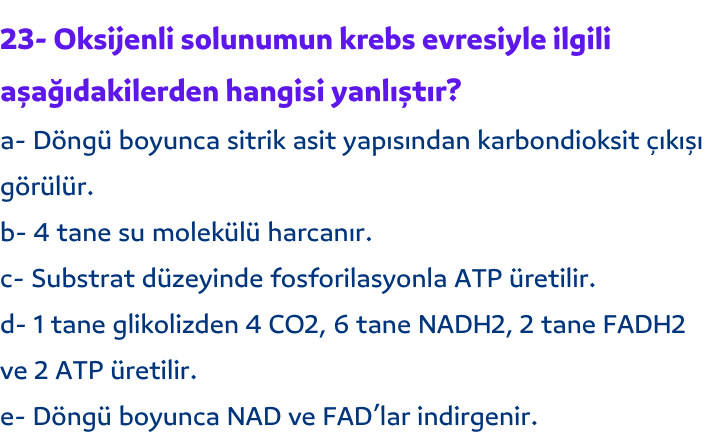 23- Oksijenli solunumun krebs evresiyle ilgili
aşağıdakilerden hangisi yanlıştır?
a- Döngü boyunca sitrik asit yapısından karbondioksit çıkışı
görülür.
b- 4 tane su molekülü harcanır.
c- Substrat düzeyinde fosforilasyonla ATP üretilir.
d- 1 tane glikolizden 4 CO2, 6 tane NADH2, 2 tane FADH2
ve 2 ATP üretilir.
e- Döngü boyunca NAD ve FAD’lar indirgenir.